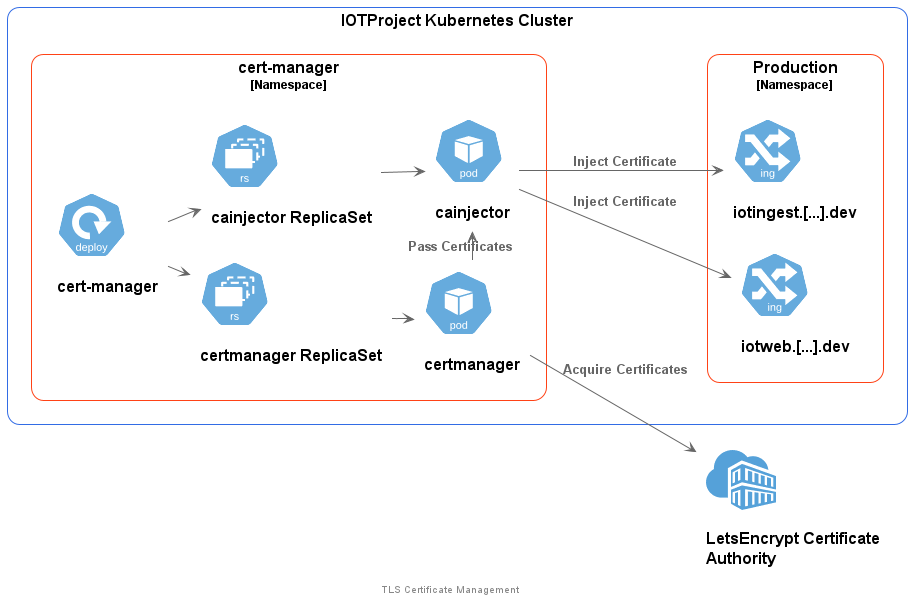 IOTProject Kubernetes Cluster
cert-manager
[Namespace]
Production
[Namespace]
rs
pod
ing
Inject Certificate
cainjector ReplicaSet
cainjector
Inject Certificate
iotingest.[...].dev
deploy
Pass Certificates
cert-manager
rs
pod
ing
certmanager ReplicaSet
certmanager
iotweb.[...].dev
Acquire Certificates
LetsEncrypt Certificate
Authority
TLS Certificate Management